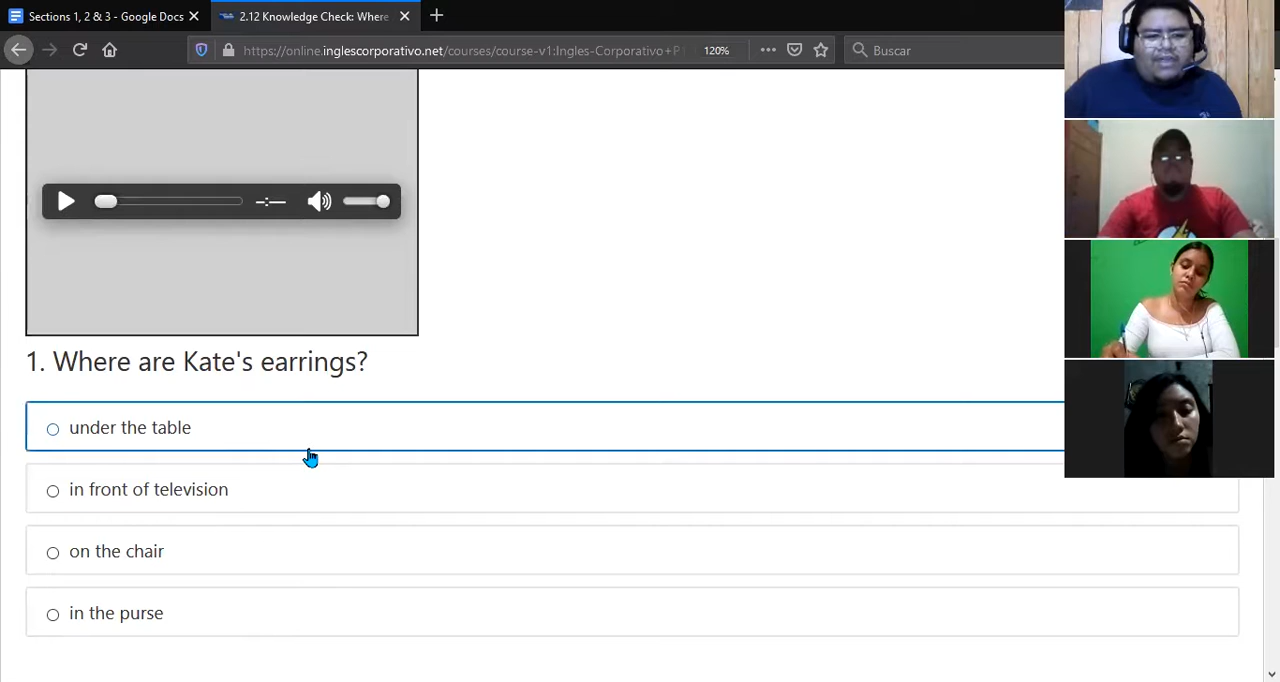 Sections 1, 2 & 3 - Google Docs
2.12 Knowledge Check: Where
https://online.inglescorporativo.net/courses/course-v1:Ingles-Corporativo+P
120%
Buscar
-:--
1. Where are Kate's earrings?
under the table
in front of television
on the chair
in the purse